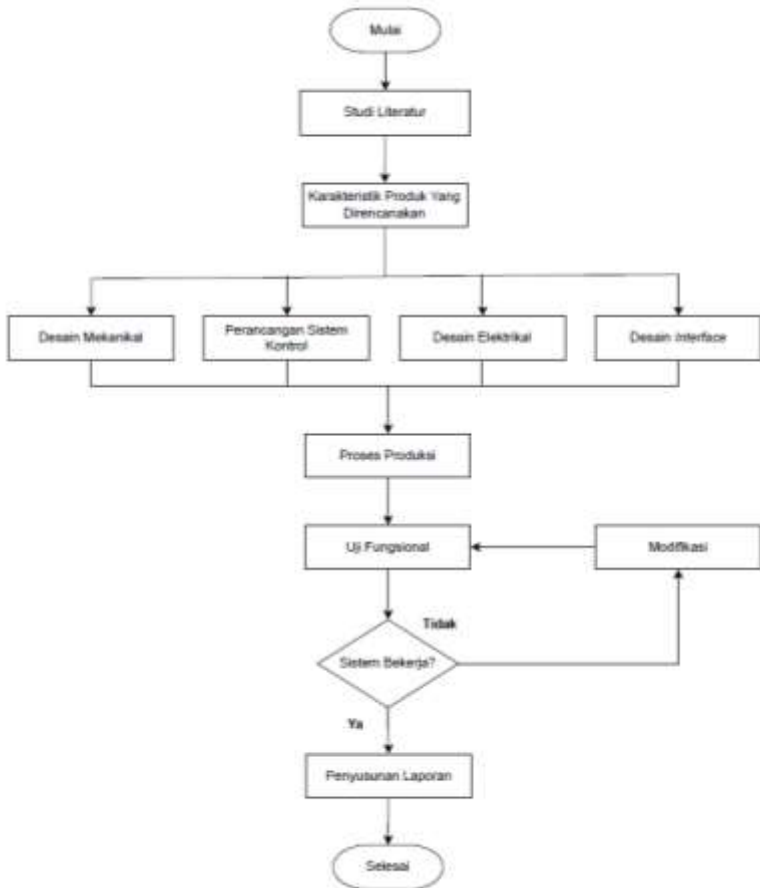 Mulai
Studi Literatur
Karakteristik Produk Yang
Direncanakan
Desain Mekanikal
Perancangan Sistem
Kontrol
Desain Elektrikal
Desain Interface
Proses Produksi
Uji Fungsional
Modifikasi
Tidak
Sistem Bekerja?
Ya
Penyusunan Laporan
Selesai